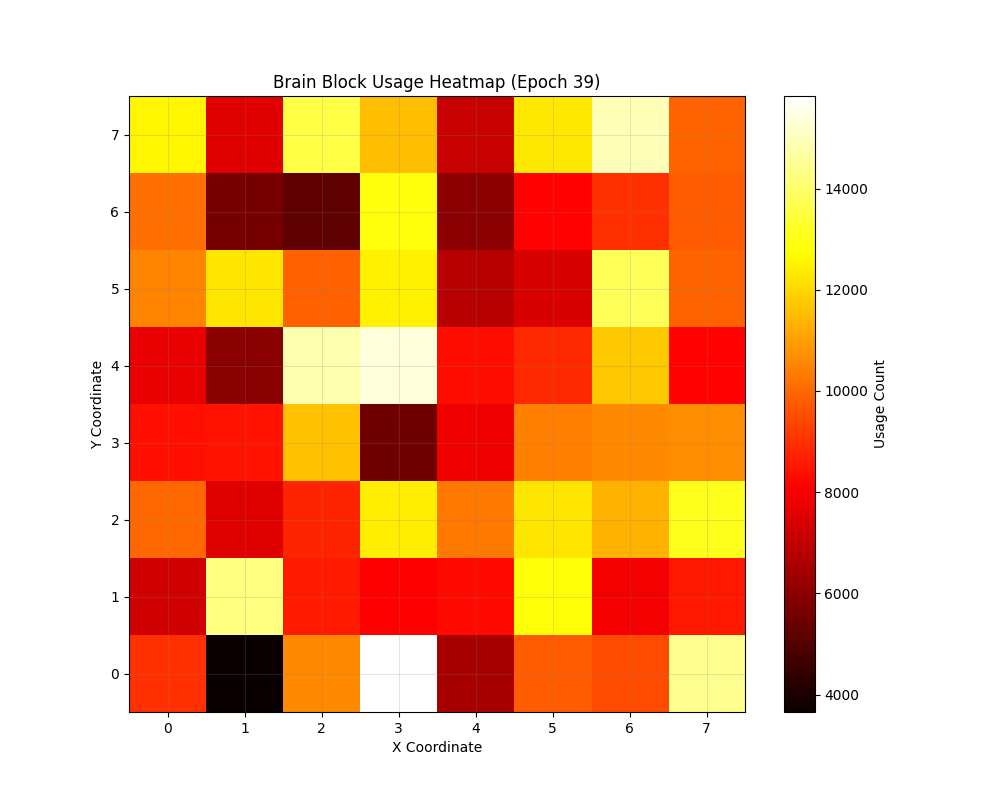 Brain Block Usage Heatmap (Epoch 39)
7
6
5
4
3
2
1
0
Y Coordinate
0 1 2 3 4 5 6 7
X Coordinate
14000
12000
10000
8000
6000
4000
Usage Count